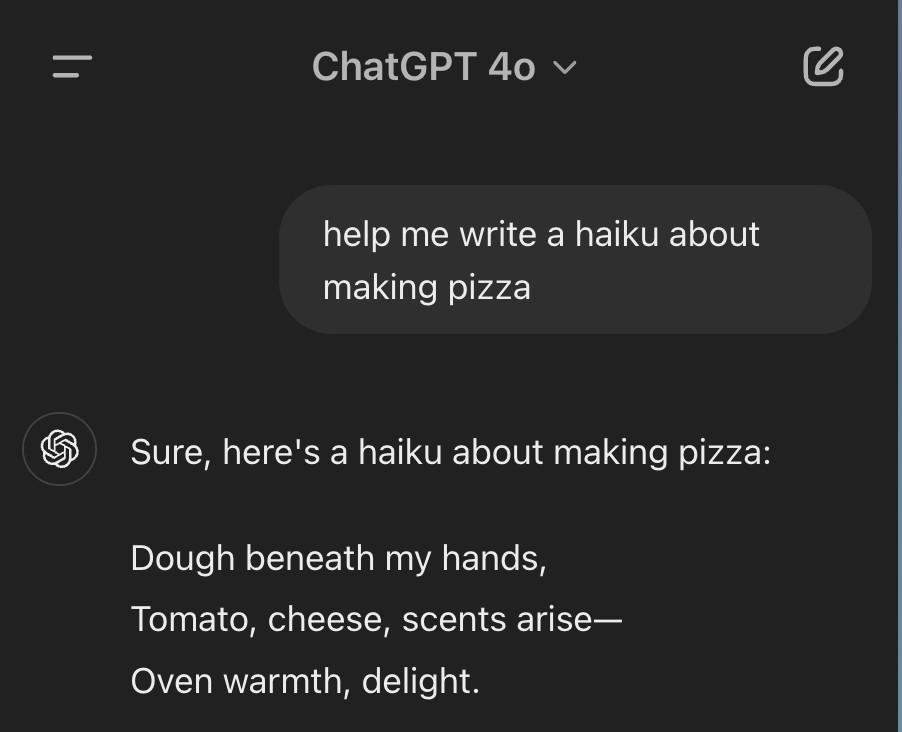 ChatGPT 4o
help me write a haiku about
making pizza
Sure, here's a haiku about making pizza:
Dough beneath my hands,
Tomato, cheese, scents arise—
Oven warmth, delight.